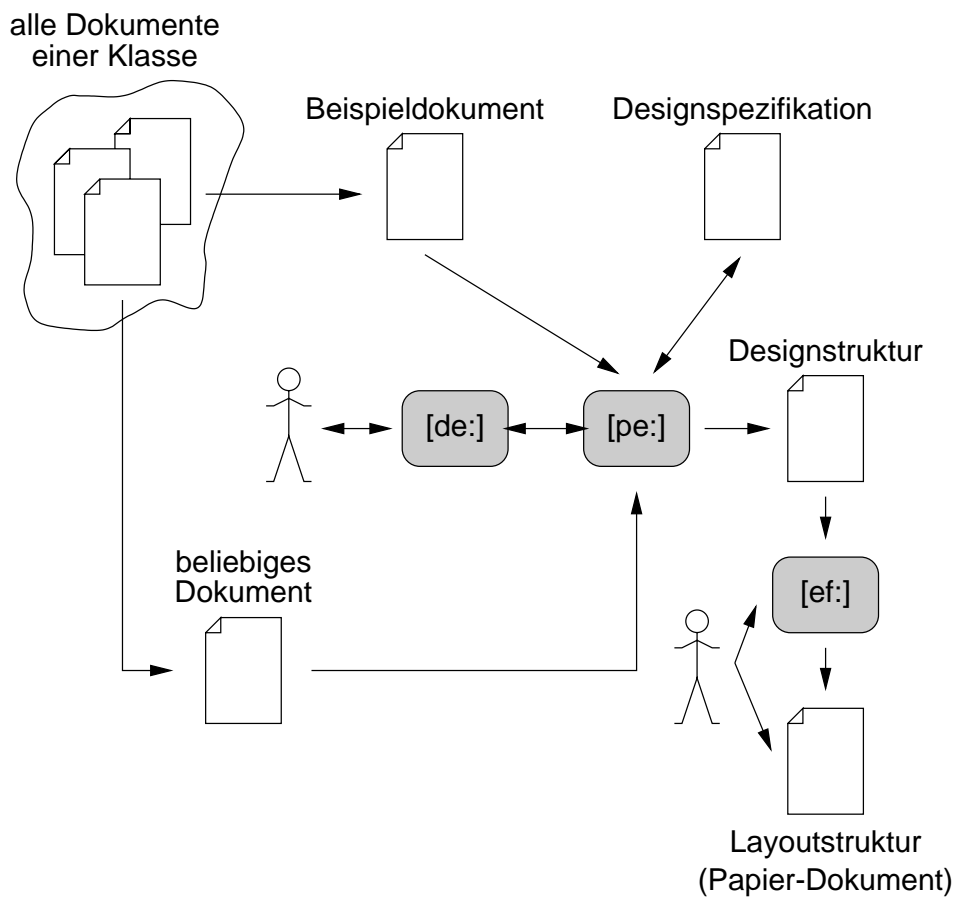 alle Dokumente
einer Klasse
Beispieldokument
Designspezifikation
Designstruktur
[de:]
[pe:]
beliebiges
Dokument
[ef:]
Layoutstruktur
(Papier-Dokument)